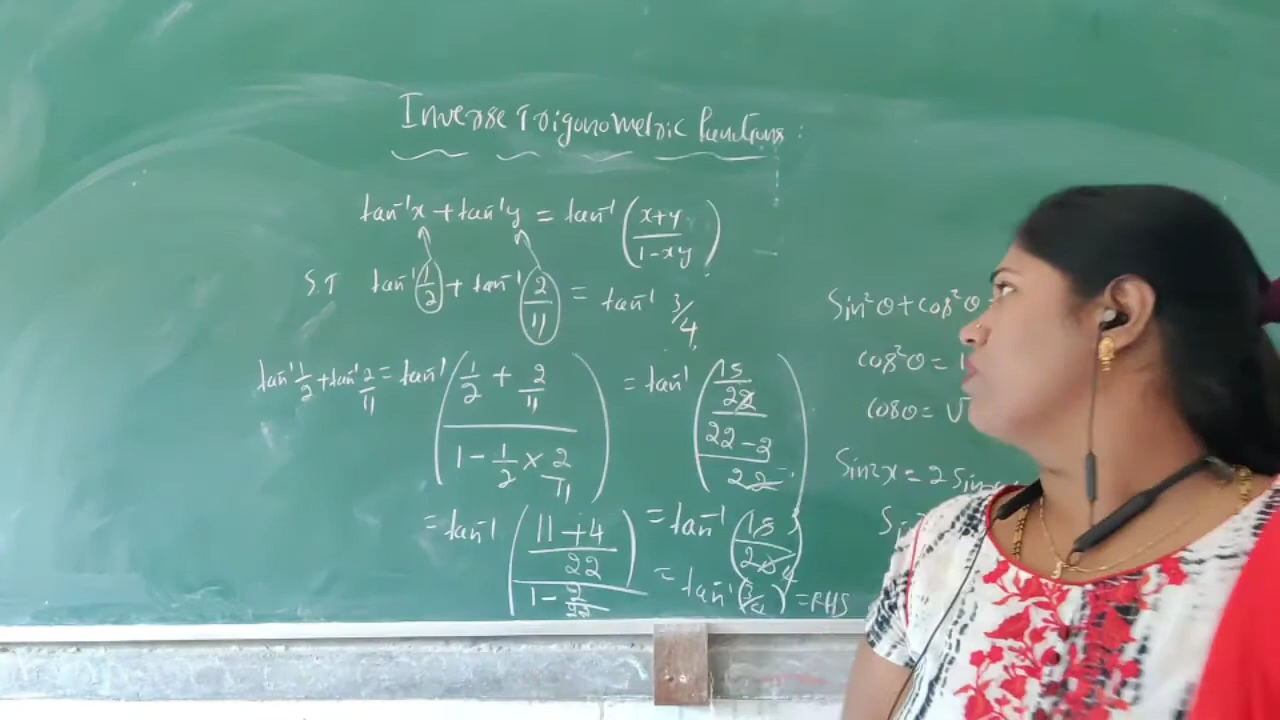 Inverse Trigonometric Functions :
tan⁻¹x + tan⁻¹y = tan⁻¹ ( (x+y) / (1-xy) )
S.T tan⁻¹ 1/2 + tan⁻¹ 2/11 = tan⁻¹ 3/4
tan⁻¹ 1/2 + tan⁻¹ 2/11 = tan⁻¹ ( (1/2 + 2/11) / (1 - 1/2 × 2/11) ) = tan⁻¹ ( (15/22) / ((22-2)/22) )
= tan⁻¹ ( ((11+4)/22) / (1 - 2/22) ) = tan⁻¹ ( 15/20 )
= tan⁻¹ (3/4) = RHS
Sin²θ + cos²θ
cos²θ = 1
cosθ = √
Sin2x = 2 Sin